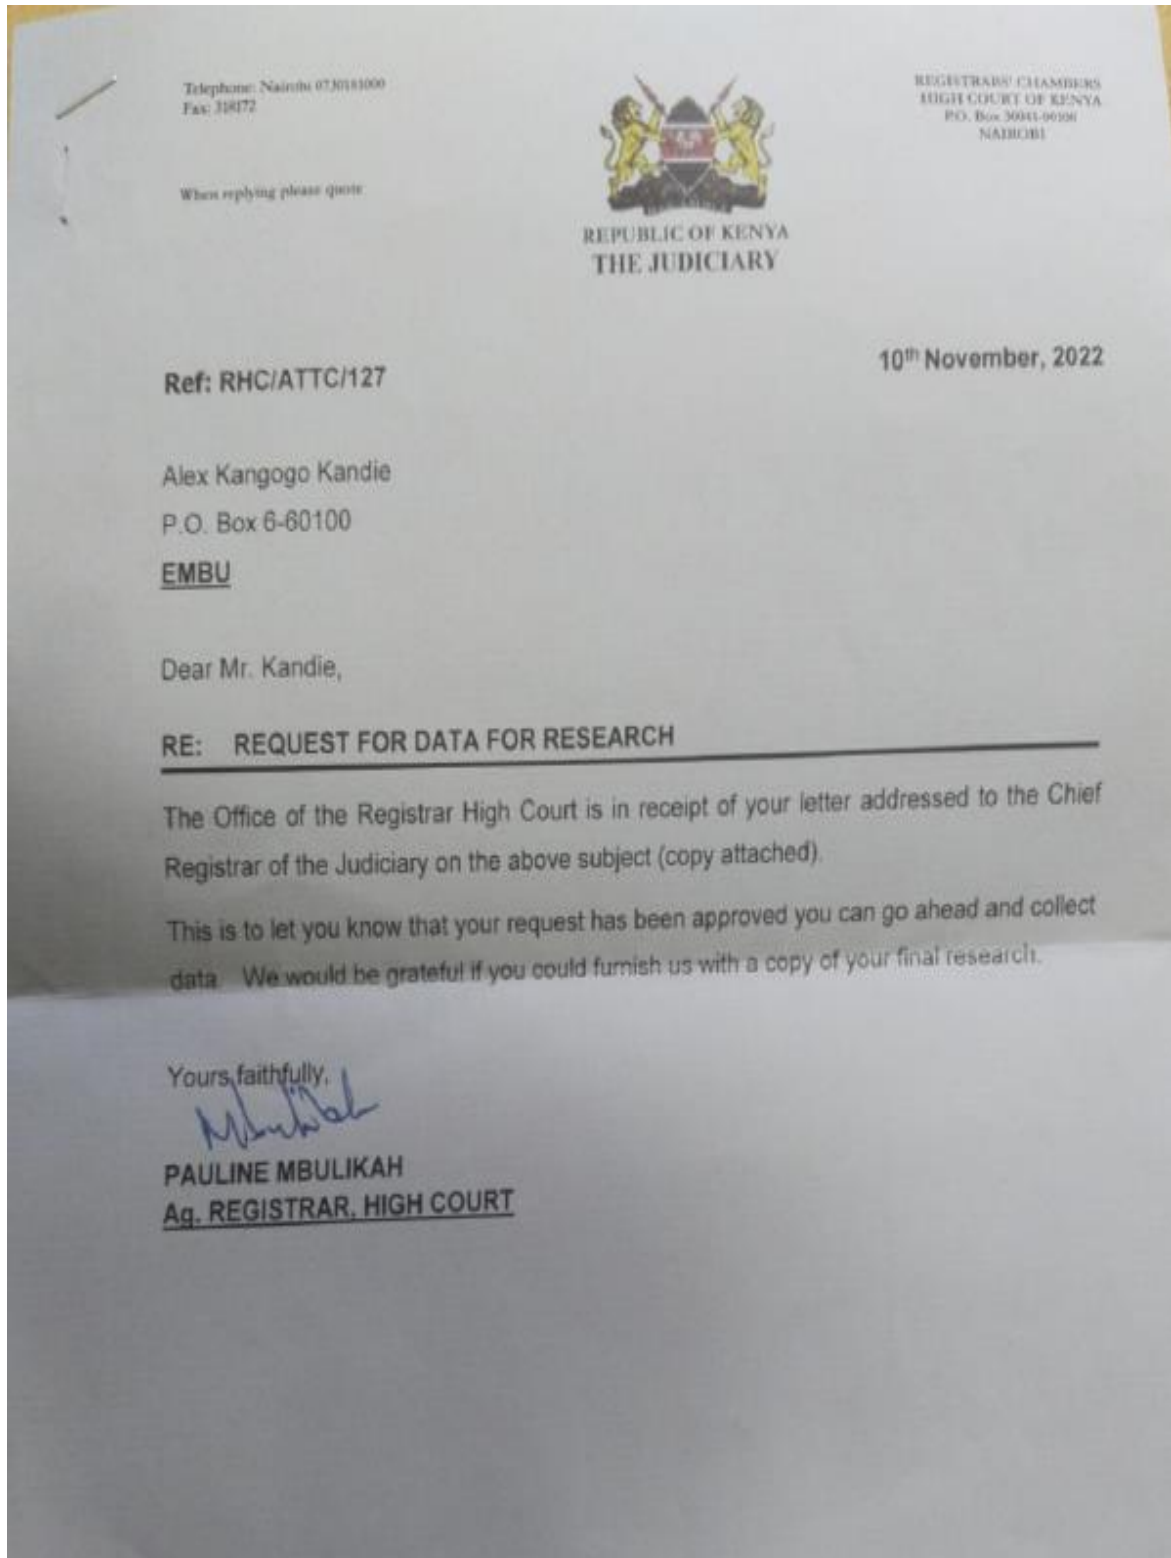 Telephone: Nairobi 0730181000
Fax: 318172
When replying please quote
REPUBLIC OF KENYA
THE JUDICIARY
REGISTRARS' CHAMBERS
HIGH COURT OF KENYA
P.O. Box 30041-00100
NAIROBI
10th November, 2022
Ref: RHC/ATTC/127
Alex Kangogo Kandie
P.O. Box 6-60100
EMBU
Dear Mr. Kandie,
RE: REQUEST FOR DATA FOR RESEARCH
The Office of the Registrar High Court is in receipt of your letter addressed to the Chief
Registrar of the Judiciary on the above subject (copy attached).
This is to let you know that your request has been approved you can go ahead and collect
data. We would be grateful if you could furnish us with a copy of your final research.
Yours faithfully,
PAULINE MBULIKAH
Ag. REGISTRAR, HIGH COURT